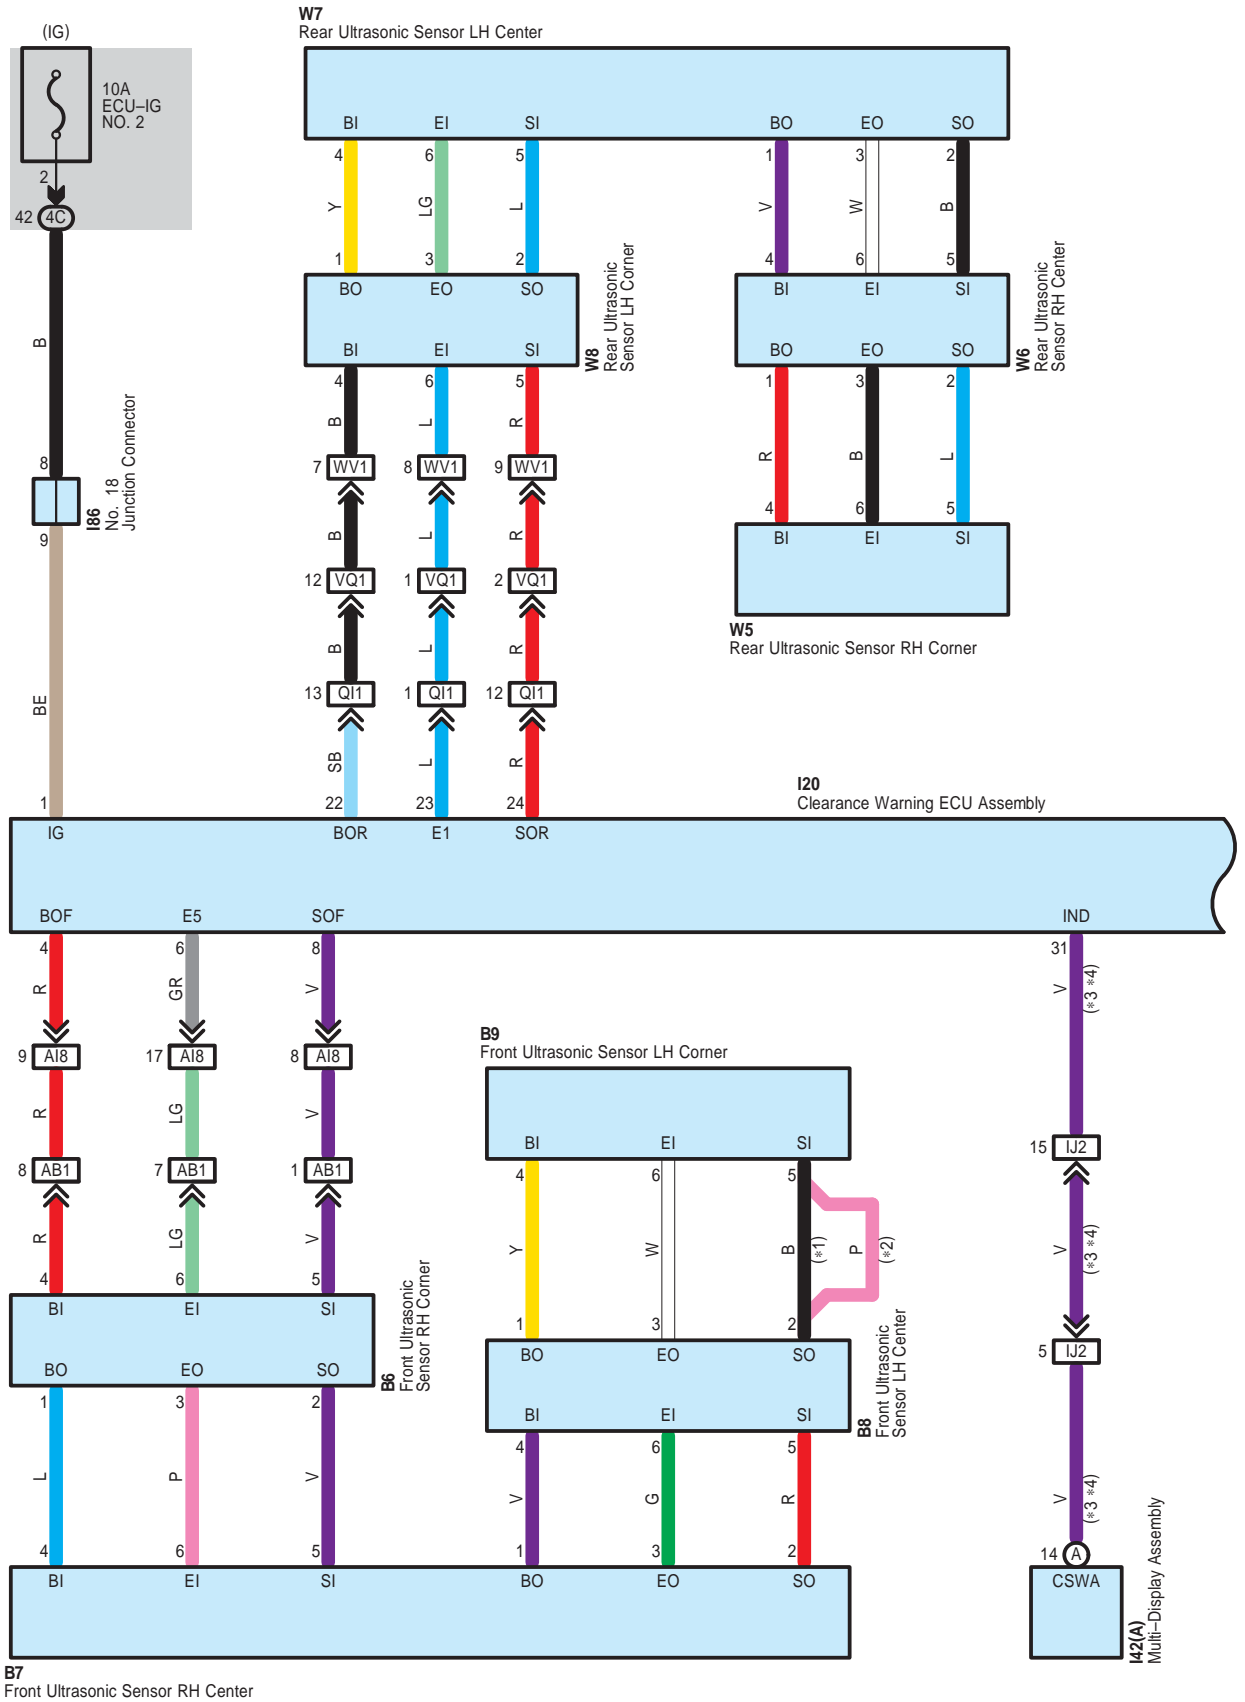 W7
Rear Ultrasonic Sensor LH Center
(IG)
10A
ECU–IG
NO. 2
2
42 4C
B
8
I86
No. 18
Junction Connector
9
BE
1
BI EI SI BO EO SO
4 6 5 1 3 2
Y LG L V W B
1 3 2 4 6 5
BO EO SO BI EI SI
W8
Rear Ultrasonic
Sensor LH Corner
W6
Rear Ultrasonic
Sensor RH Center
BI EI SI BO EO SO
4 6 5 1 3 2
B L R R B L
7 WV1 8 WV1 9 WV1
4 6 5
BI EI SI
B L R
12 VQ1 1 VQ1 2 VQ1
W5
Rear Ultrasonic Sensor RH Corner
B L R
13 QI1 1 QI1 12 QI1
SB L R
22 23 24
I20
Clearance Warning ECU Assembly
IG BOR E1 SOR
BOF E5 SOF IND
4 6 8 31
R GR V V (*3 *4)
9 AI8 17 AI8 8 AI8
R LG V
8 AB1 7 AB1 1 AB1
R LG V
4 6 5
BI EI SI
B6
Front Ultrasonic
Sensor RH Corner
BO EO SO
1 3 2
L P V
4 6 5
BI EI SI
B9
Front Ultrasonic Sensor LH Corner
BI EI SI
4 6 5
Y W B (*1) P (*2)
1 3 2
BO EO SO
B8
Front Ultrasonic
Sensor LH Center
BI EI SI
4 6 5
V G R
1 3 2
BO EO SO
B7
Front Ultrasonic Sensor RH Center
15 IJ2
V (*3 *4)
5 IJ2
V (*3 *4)
14 A
CSWA
I42(A)
Multi–Display Assembly